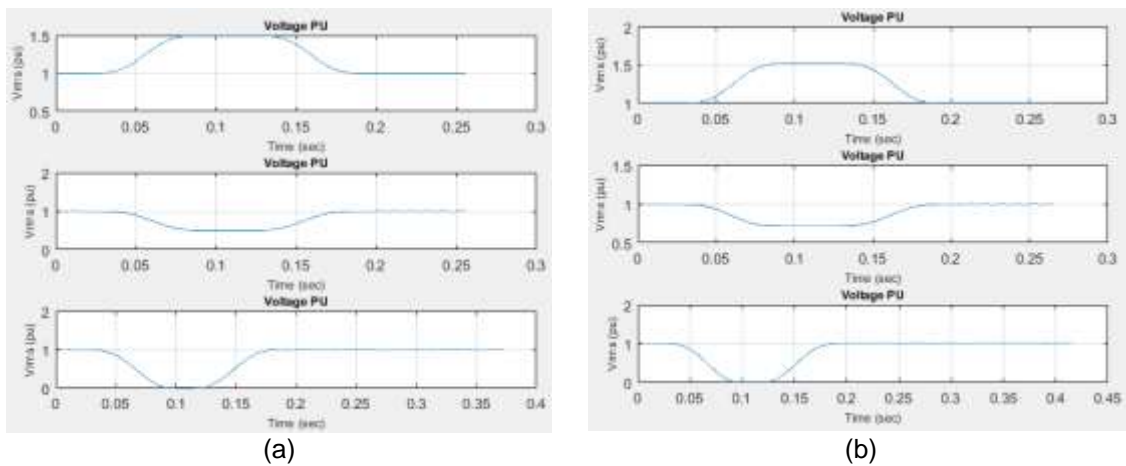 Voltage PU
1.5
1
0.5
Vrms (pu)
0 0.05 0.1 0.15 0.2 0.25 0.3
Time (sec)
Voltage PU
2
1
0
Vrms (pu)
0 0.05 0.1 0.15 0.2 0.25 0.3
Time (sec)
Voltage PU
2
1
0
Vrms (pu)
0 0.05 0.1 0.15 0.2 0.25 0.3 0.35 0.4
Time (sec)
(a)
Voltage PU
2
1.5
1
Vrms (pu)
0 0.05 0.1 0.15 0.2 0.25 0.3
Time (sec)
Voltage PU
1.5
1
0.5
Vrms (pu)
0 0.05 0.1 0.15 0.2 0.25 0.3
Time (sec)
Voltage PU
2
1
0
Vrms (pu)
0 0.05 0.1 0.15 0.2 0.25 0.3 0.35 0.4 0.45
Time (sec)
(b)